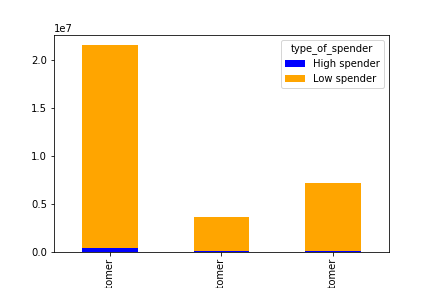 1e7
type_of_spender
High spender
Low spender
2.0
1.5
1.0
0.5
0.0
tomer
tomer
tomer